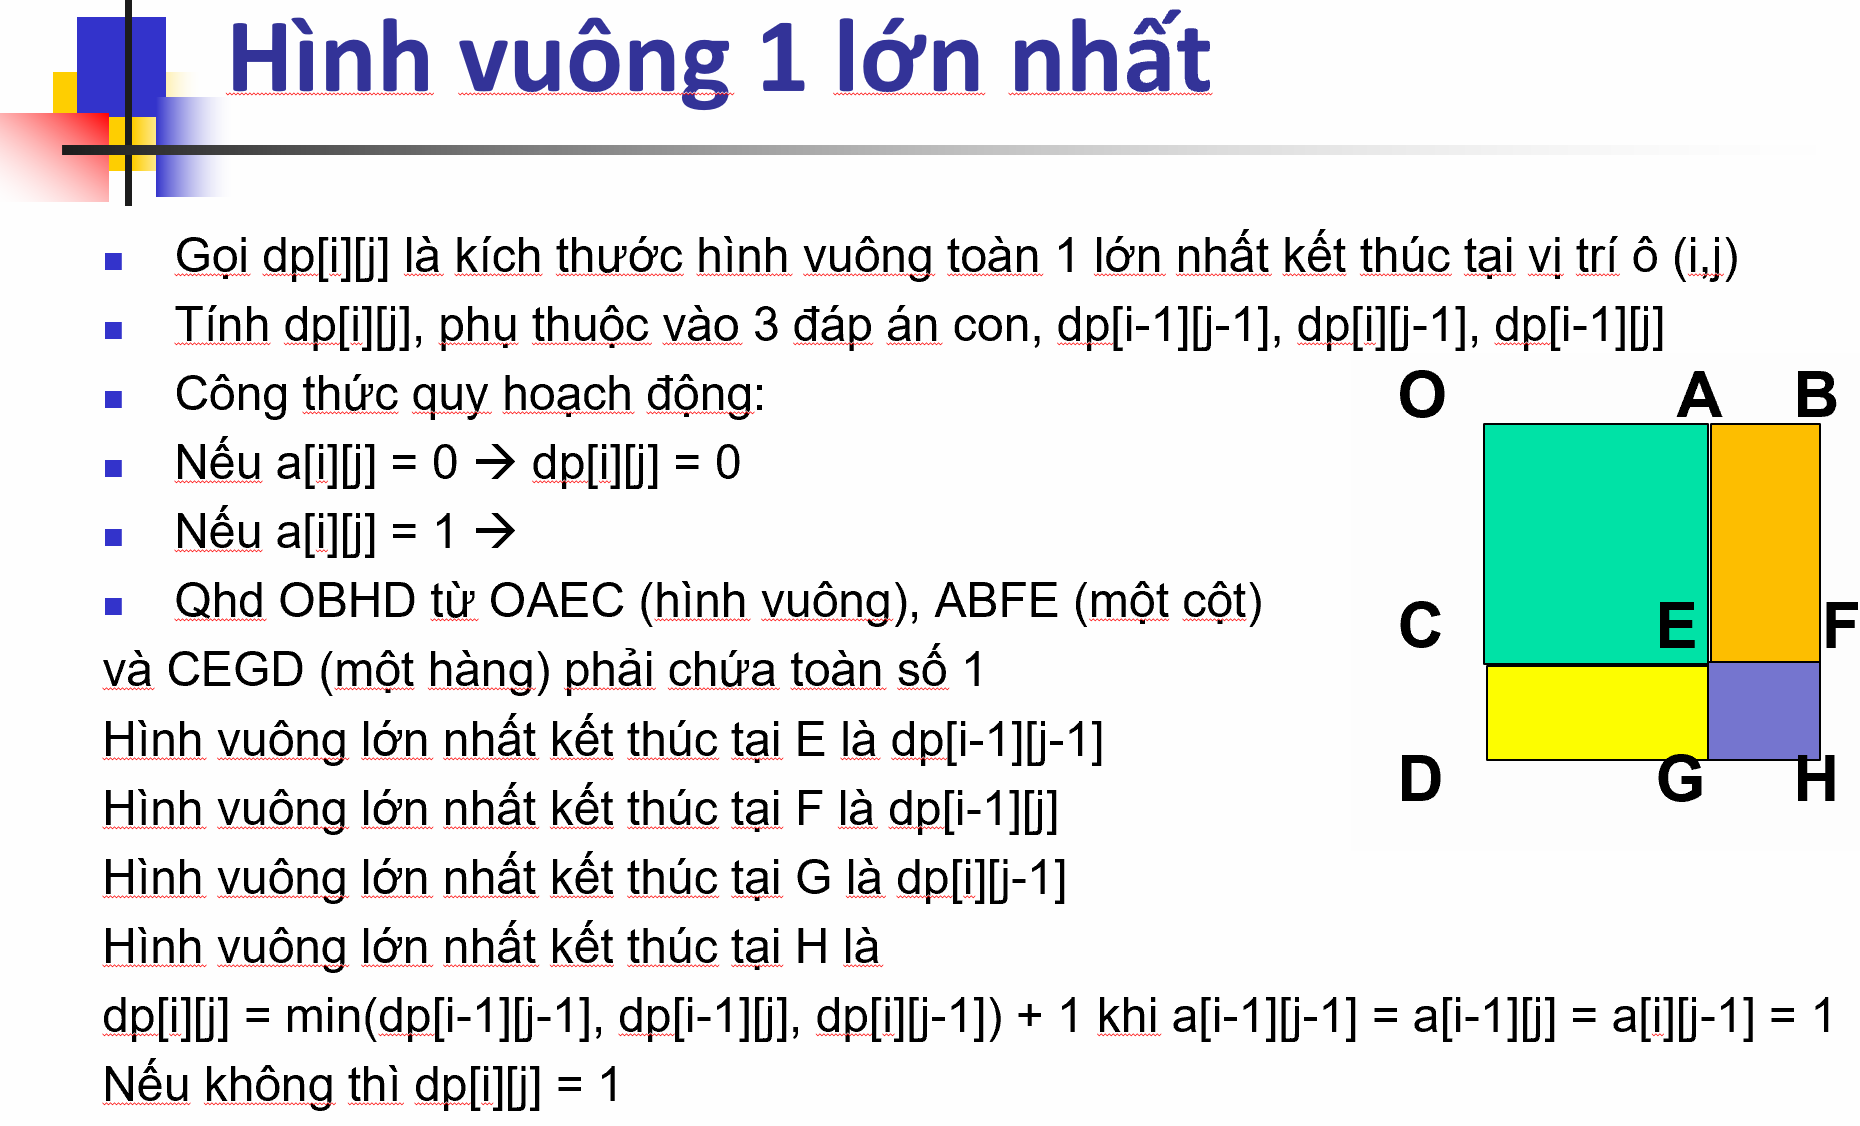 Hình vuông 1 lớn nhất
Gọi dp[i][j] là kích thước hình vuông toàn 1 lớn nhất kết thúc tại vị trí ô (i,j)
Tính dp[i][j], phụ thuộc vào 3 đáp án con, dp[i-1][j-1], dp[i][j-1], dp[i-1][j]
Công thức quy hoạch động:
Nếu a[i][j] = 0 → dp[i][j] = 0
Nếu a[i][j] = 1 →
Qhd OBHD từ OAEC (hình vuông), ABFE (một cột)
và CEGD (một hàng) phải chứa toàn số 1
Hình vuông lớn nhất kết thúc tại E là dp[i-1][j-1]
Hình vuông lớn nhất kết thúc tại F là dp[i-1][j]
Hình vuông lớn nhất kết thúc tại G là dp[i][j-1]
Hình vuông lớn nhất kết thúc tại H là
dp[i][j] = min(dp[i-1][j-1], dp[i-1][j], dp[i][j-1]) + 1 khi a[i-1][j-1] = a[i-1][j] = a[i][j-1] = 1
Nếu không thì dp[i][j] = 1
O A B
C E F
D G H